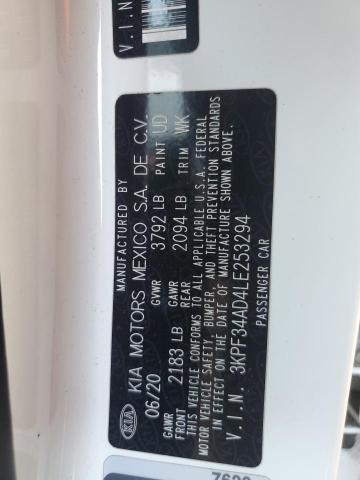 V.I.N
MANUFACTURED BY
KIA MOTORS MEXICO S.A. DE C.V.
06/20 GVWR 3792 LB PAINT UD
GAWR FRONT 2183 LB GAWR REAR 2094 LB TRIM WK
THIS VEHICLE CONFORMS TO ALL APPLICABLE U.S.A. FEDERAL
MOTOR VEHICLE SAFETY, BUMPER, AND THEFT PREVENTION STANDARDS
IN EFFECT ON THE DATE OF MANUFACTURE SHOWN ABOVE.
V.I.N. 3KPF34AD4LE253294
PASSENGER CAR
KIA